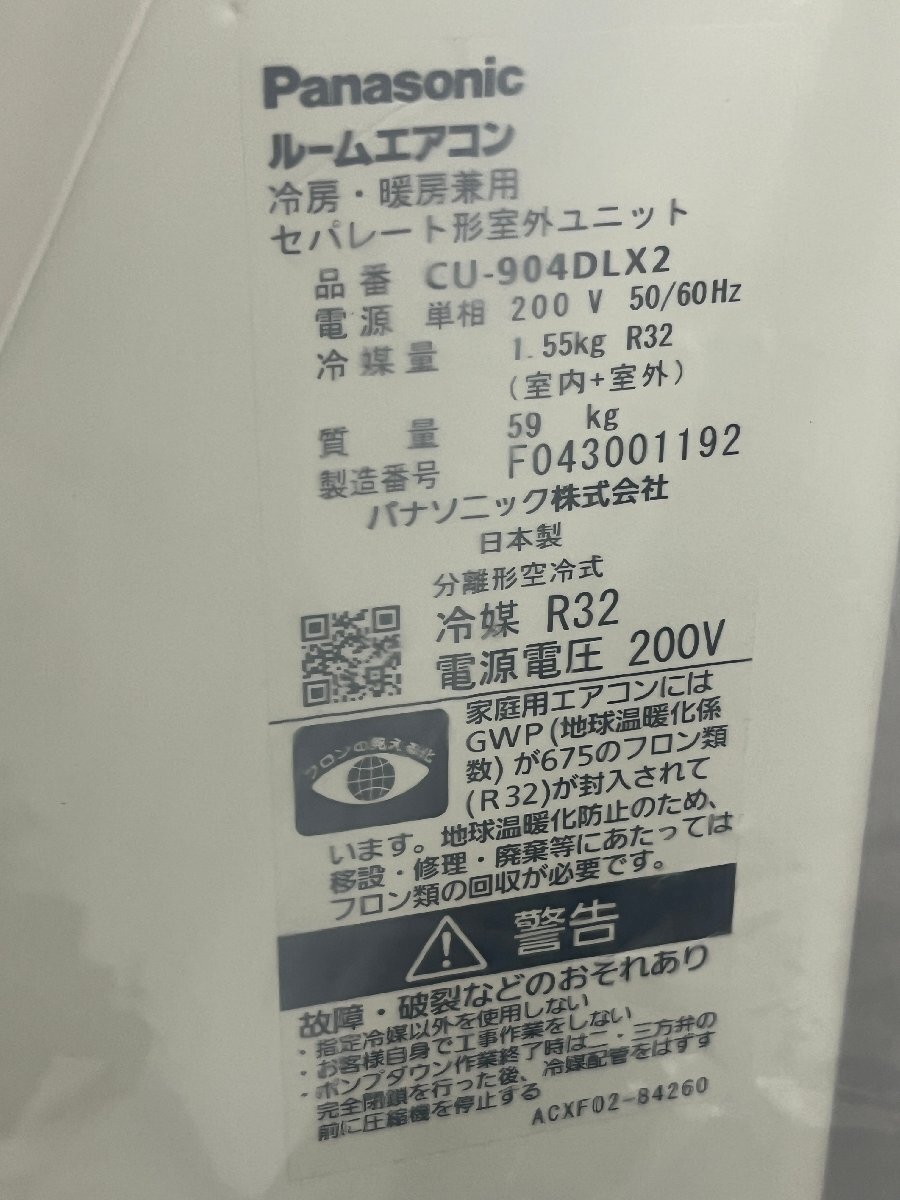 Panasonic
ルームエアコン
冷房・暖房兼用
セパレート形室外ユニット
品番 CU-904DLX2
電源 単相 200 V 50/60Hz
冷媒量 1.55kg R32
(室内+室外)
質量 59 kg
製造番号 F043001192
パナソニック株式会社
日本製
分離形空冷式
冷媒 R32
電源電圧 200V
フロンの見える化
家庭用エアコンには
GWP(地球温暖化係
数)が675のフロン類
(R32)が封入されて
います。地球温暖化防止のため、
移設・修理・廃棄等にあたっては
フロン類の回収が必要です。
警告
故障・破裂などのおそれあり
・指定冷媒以外を使用しない
・お客様自身で工事作業をしない
・ポンプダウン作業終了時は二・三方弁の
完全閉鎖を行った後、冷媒配管をはずす
前に圧縮機を停止する
ACXF02-84260